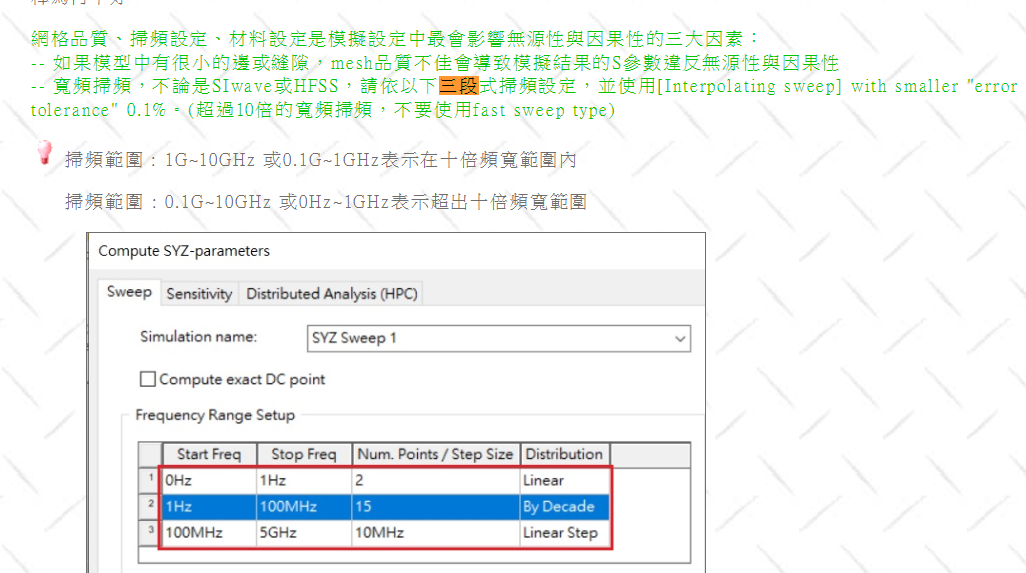 網格品質、掃頻設定、材料設定是模擬設定中最會影響無源性與因果性的三大因素：
-- 如果模型中有很小的邊或縫隙，mesh品質不佳會導致模擬結果的S參數違反無源性與因果性
-- 寬頻掃頻，不論是SIwave或HFSS，請依以下三段式掃頻設定，並使用[Interpolating sweep] with smaller "error
tolerance" 0.1%。(超過10倍的寬頻掃頻，不要使用fast sweep type)
掃頻範圍：1G~10GHz 或0.1G~1GHz表示在十倍頻寬範圍內
掃頻範圍：0.1G~10GHz 或0Hz~1GHz表示超出十倍頻寬範圍
Compute SYZ-parameters
Sweep Sensitivity Distributed Analysis (HPC)
Simulation name: SYZ Sweep 1
Compute exact DC point
Frequency Range Setup
Start Freq Stop Freq Num. Points / Step Size Distribution
1 0Hz 1Hz 2 Linear
2 1Hz 100MHz 15 By Decade
3 100MHz 5GHz 10MHz Linear Step